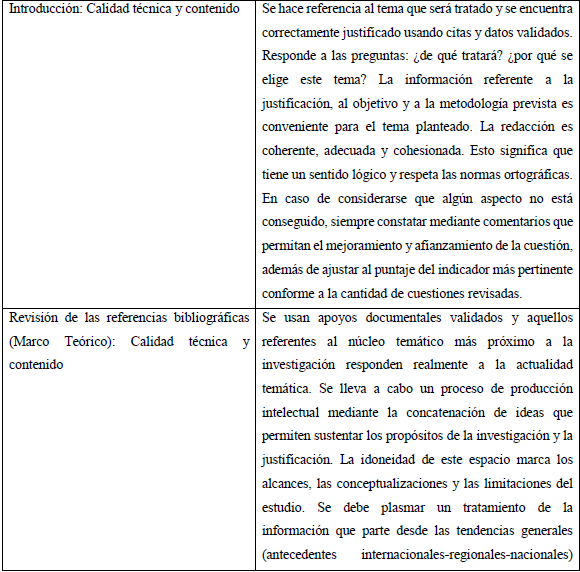 Introducción: Calidad técnica y contenido
Se hace referencia al tema que será tratado y se encuentra
correctamente justificado usando citas y datos validados.
Responde a las preguntas: ¿de qué tratará? ¿por qué se
elige este tema? La información referente a la
justificación, al objetivo y a la metodología prevista es
conveniente para el tema planteado. La redacción es
coherente, adecuada y cohesionada. Esto significa que
tiene un sentido lógico y respeta las normas ortográficas.
En caso de considerarse que algún aspecto no está
conseguido, siempre constatar mediante comentarios que
permitan el mejoramiento y afianzamiento de la cuestión,
además de ajustar al puntaje del indicador más pertinente
conforme a la cantidad de cuestiones revisadas.
Revisión de las referencias bibliográficas
(Marco Teórico): Calidad técnica y
contenido
Se usan apoyos documentales validados y aquellos
referentes al núcleo temático más próximo a la
investigación responden realmente a la actualidad
temática. Se lleva a cabo un proceso de producción
intelectual mediante la concatenación de ideas que
permiten sustentar los propósitos de la investigación y la
justificación. La idoneidad de este espacio marca los
alcances, las conceptualizaciones y las limitaciones del
estudio. Se debe plasmar un tratamiento de la
información que parte desde las tendencias generales
(antecedentes internacionales-regionales-nacionales)